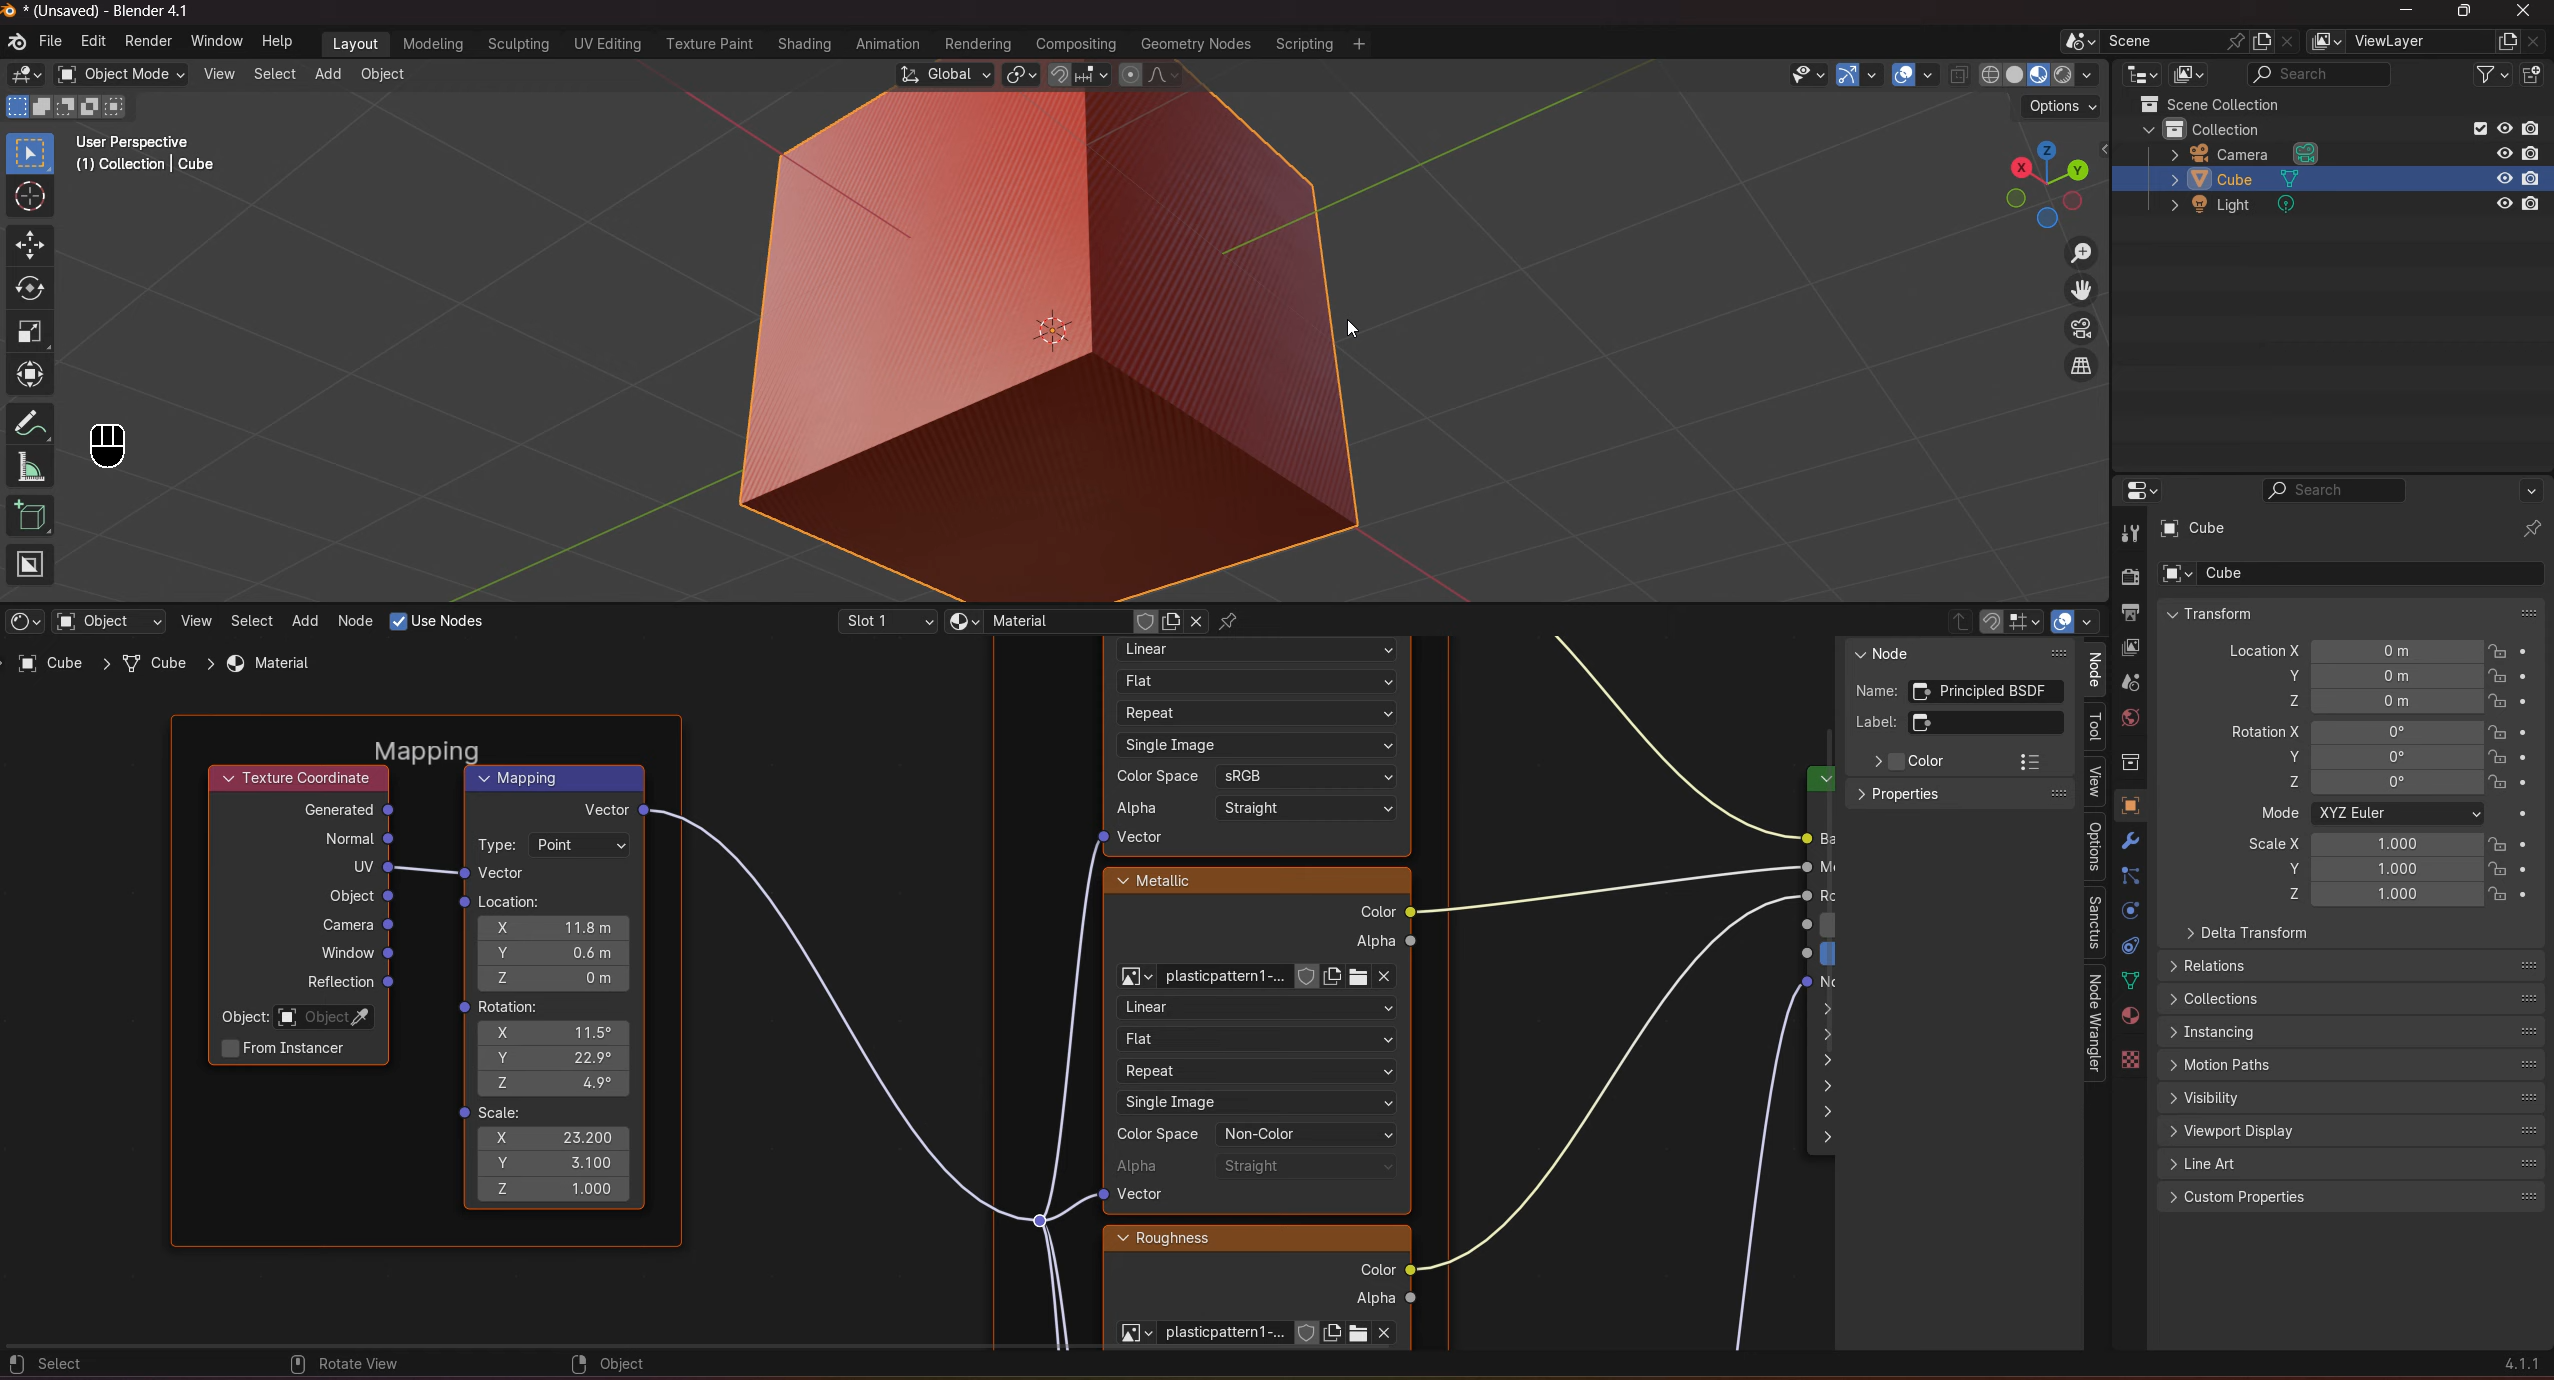 * (Unsaved) - Blender 4.1
File Edit Render Window Help Layout Modeling Sculpting UV Editing Texture Paint Shading Animation Rendering Compositing Geometry Nodes Scripting + Scene ViewLayer
Object Mode View Select Add Object Global Search
Options
User Perspective
(1) Collection | Cube
X Y Z
Scene Collection
Collection
Camera
Cube
Light
Object View Select Add Node Use Nodes Slot 1 Material
Cube > Cube > Material
Mapping
Texture Coordinate
Generated
Normal
UV
Object
Camera
Window
Reflection
Object: Object
From Instancer
Mapping
Vector
Type: Point
Vector
Location:
X 11.8 m
Y 0.6 m
Z 0 m
Rotation:
X 11.5°
Y 22.9°
Z 4.9°
Scale:
X 23.200
Y 3.100
Z 1.000
Linear
Flat
Repeat
Single Image
Color Space sRGB
Alpha Straight
Vector
Metallic
Color
Alpha
plasticpattern1-...
Linear
Flat
Repeat
Single Image
Color Space Non-Color
Alpha Straight
Vector
Roughness
Color
Alpha
plasticpattern1-...
Ba
Me
Ro
No
Node
Name: Principled BSDF
Label:
Color
Properties
Node
Tool
View
Options
Sanctus
Node Wrangler
Search
Cube
Cube
Transform
Location X 0 m
Y 0 m
Z 0 m
Rotation X 0°
Y 0°
Z 0°
Mode XYZ Euler
Scale X 1.000
Y 1.000
Z 1.000
Delta Transform
Relations
Collections
Instancing
Motion Paths
Visibility
Viewport Display
Line Art
Custom Properties
Select Rotate View Object 4.1.1